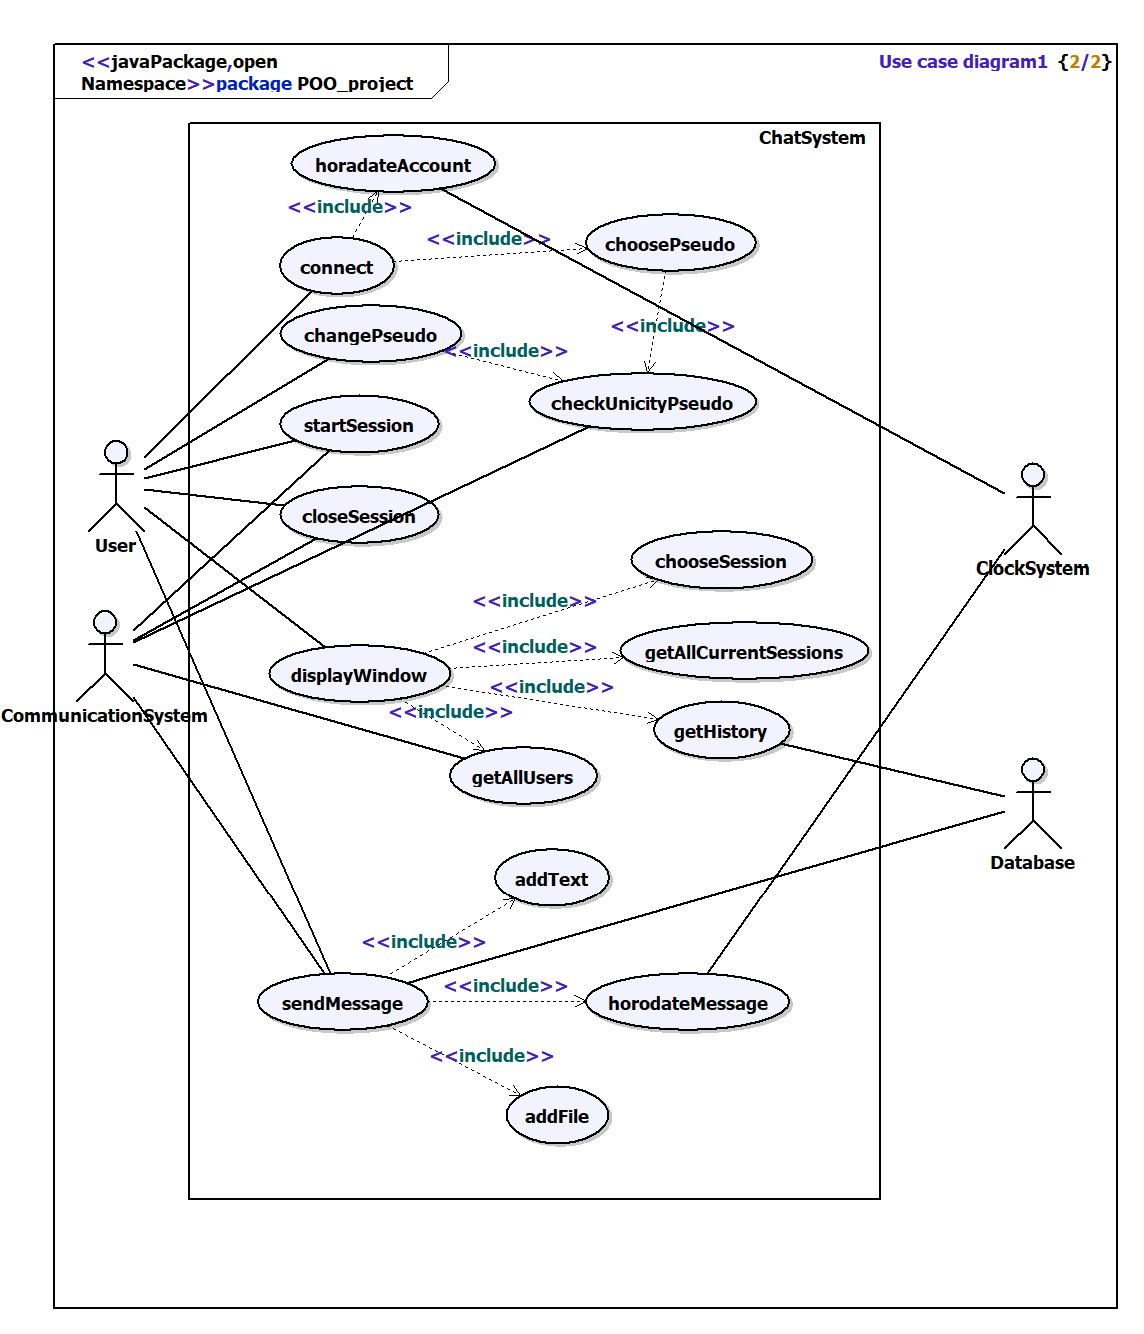 <<javaPackage,open
Namespace>>package POO_project
Use case diagram1 {2/2}
ChatSystem
horadateAccount
<<include>>
<<include>>
choosePseudo
connect
<<include>>
changePseudo
<<include>>
checkUnicityPseudo
startSession
closeSession
User
chooseSession
ClockSystem
<<include>>
<<include>>
getAllCurrentSessions
displayWindow
<<include>>
<<include>>
CommunicationSystem
getHistory
getAllUsers
Database
addText
<<include>>
<<include>>
sendMessage
horodateMessage
<<include>>
addFile